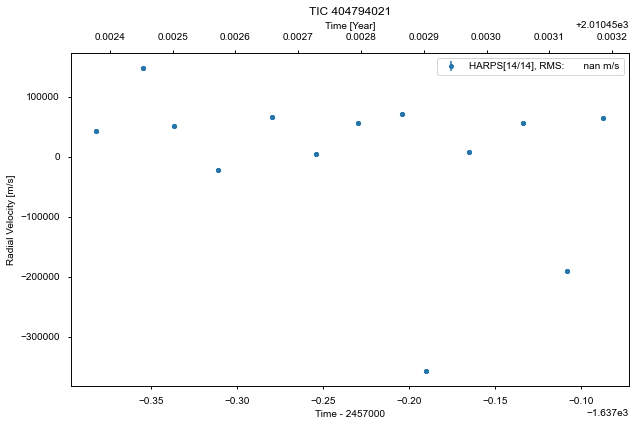 TIC 404794021
Time [Year]
+2.01045e3
0.0024 0.0025 0.0026 0.0027 0.0028 0.0029 0.0030 0.0031 0.0032
HARPS[14/14], RMS: nan m/s
100000
0
−100000
−200000
−300000
Radial Velocity [m/s]
−0.35 −0.30 −0.25 −0.20 −0.15 −0.10
Time - 2457000
−1.637e3